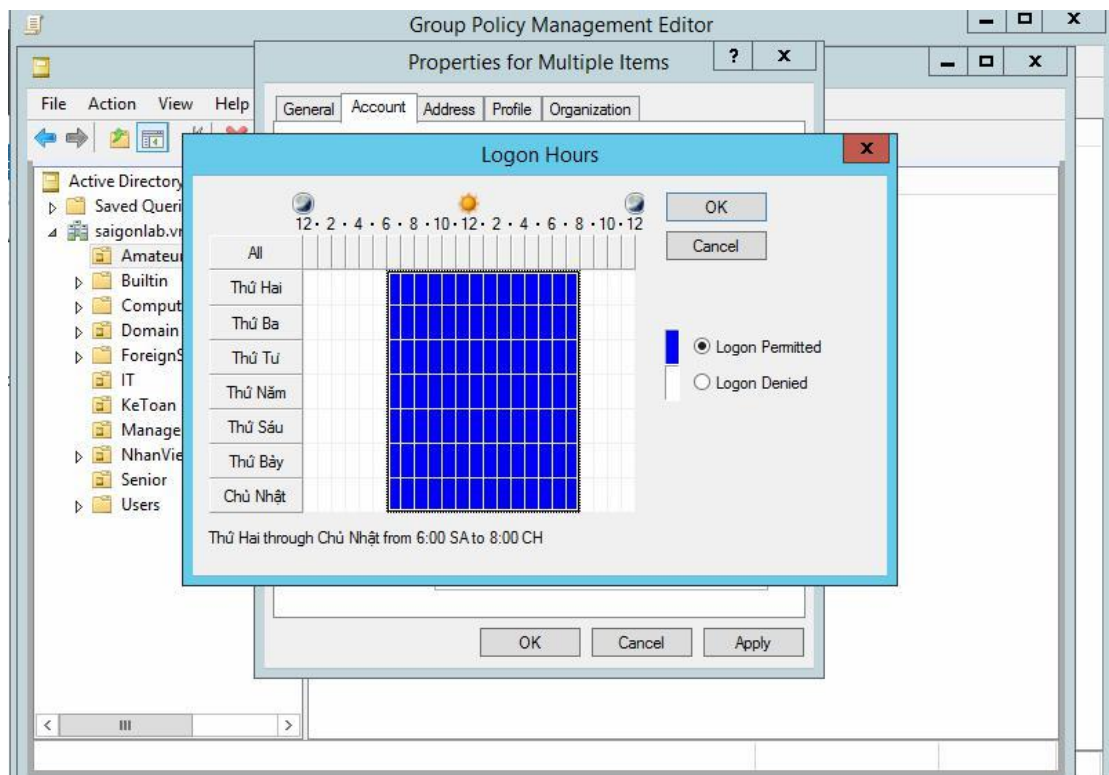 Group Policy Management Editor
Properties for Multiple Items
File Action View Help
General Account Address Profile Organization
Logon Hours
Active Directory
Saved Queri
saigonlab.vn
Amateu
Builtin
Comput
Domain
ForeignS
IT
KeToan
Manage
NhanVie
Senior
Users
12 · 2 · 4 · 6 · 8 · 10 · 12 · 2 · 4 · 6 · 8 · 10 · 12
All
Thứ Hai
Thứ Ba
Thứ Tư
Thứ Năm
Thứ Sáu
Thứ Bảy
Chủ Nhật
OK
Cancel
Logon Permitted
Logon Denied
Thứ Hai through Chủ Nhật from 6:00 SA to 8:00 CH
OK Cancel Apply